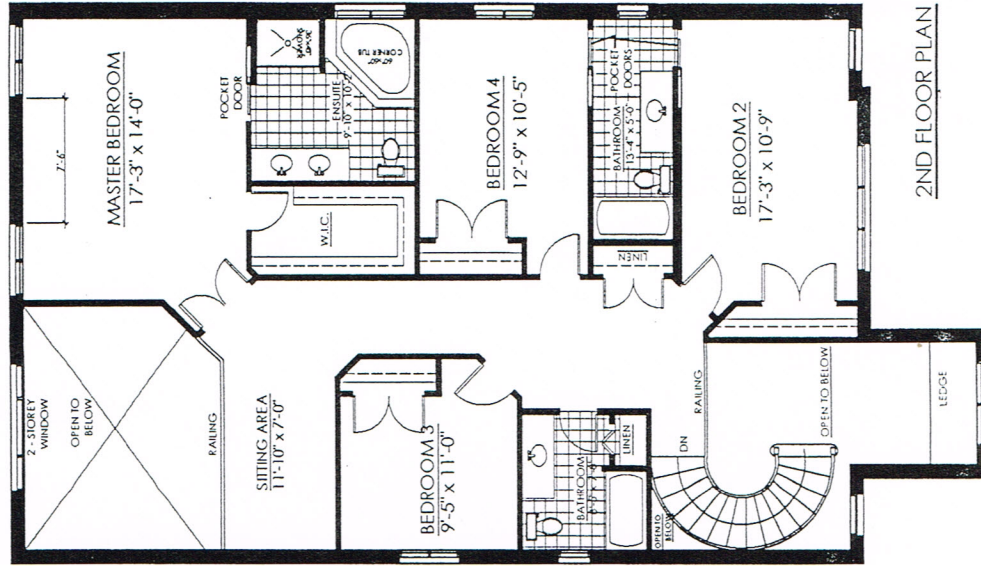 2ND FLOOR PLAN
MASTER BEDROOM
17'-3" x 14'-0"
7'-6"
POCKET
DOOR
SHOWER
60"x60"
CORNER TUB
ENSUITE
9'-10" x 10'-2"
W.I.C.
BEDROOM 4
12'-9" x 10'-5"
BATHROOM
13'-4" x 5'-0"
POCKET
DOORS
LINEN
BEDROOM 2
17'-3" x 10'-9"
2 - STOREY
WINDOW
OPEN TO
BELOW
RAILING
SITTING AREA
11'-10" x 7'-0"
BEDROOM 3
9'-5" x 11'-0"
BATHROOM
LINEN
OPEN TO
BELOW
DN
RAILING
OPEN TO BELOW
LEDGE